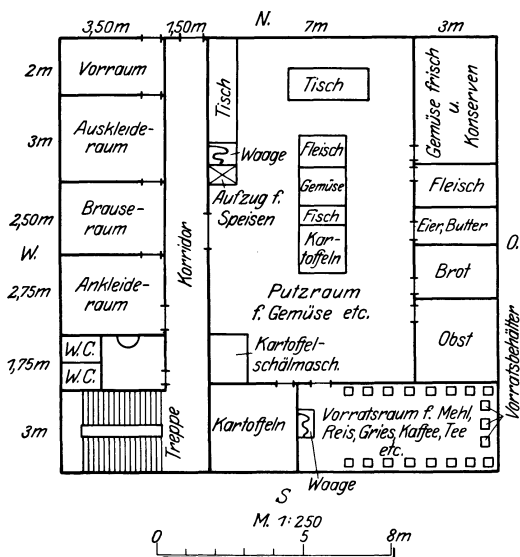 N.
3,50m 1,50m 7m 3m
2m
Vorraum
3m
Auskleide-
raum
2,50m
Brause-
raum
W.
2,75m
Ankleide-
raum
1,75m
W.C.
W.C.
3m
Treppe
Korridor
Tisch
Waage
Aufzug f.
Speisen
Tisch
Fleisch
Gemüse
Fisch
Kar-
toffeln
Putzraum
f. Gemüse etc.
Kartoffel-
schälmasch.
Kartoffeln
Vorratsraum f. Mehl,
Reis, Gries, Kaffee, Tee
etc.
Waage
Gemüse frisch
u.
Konserven
Fleisch
Eier, Butter
Brot
Obst
O.
Vorratsbehälter
S
M. 1:250
0 5 8m